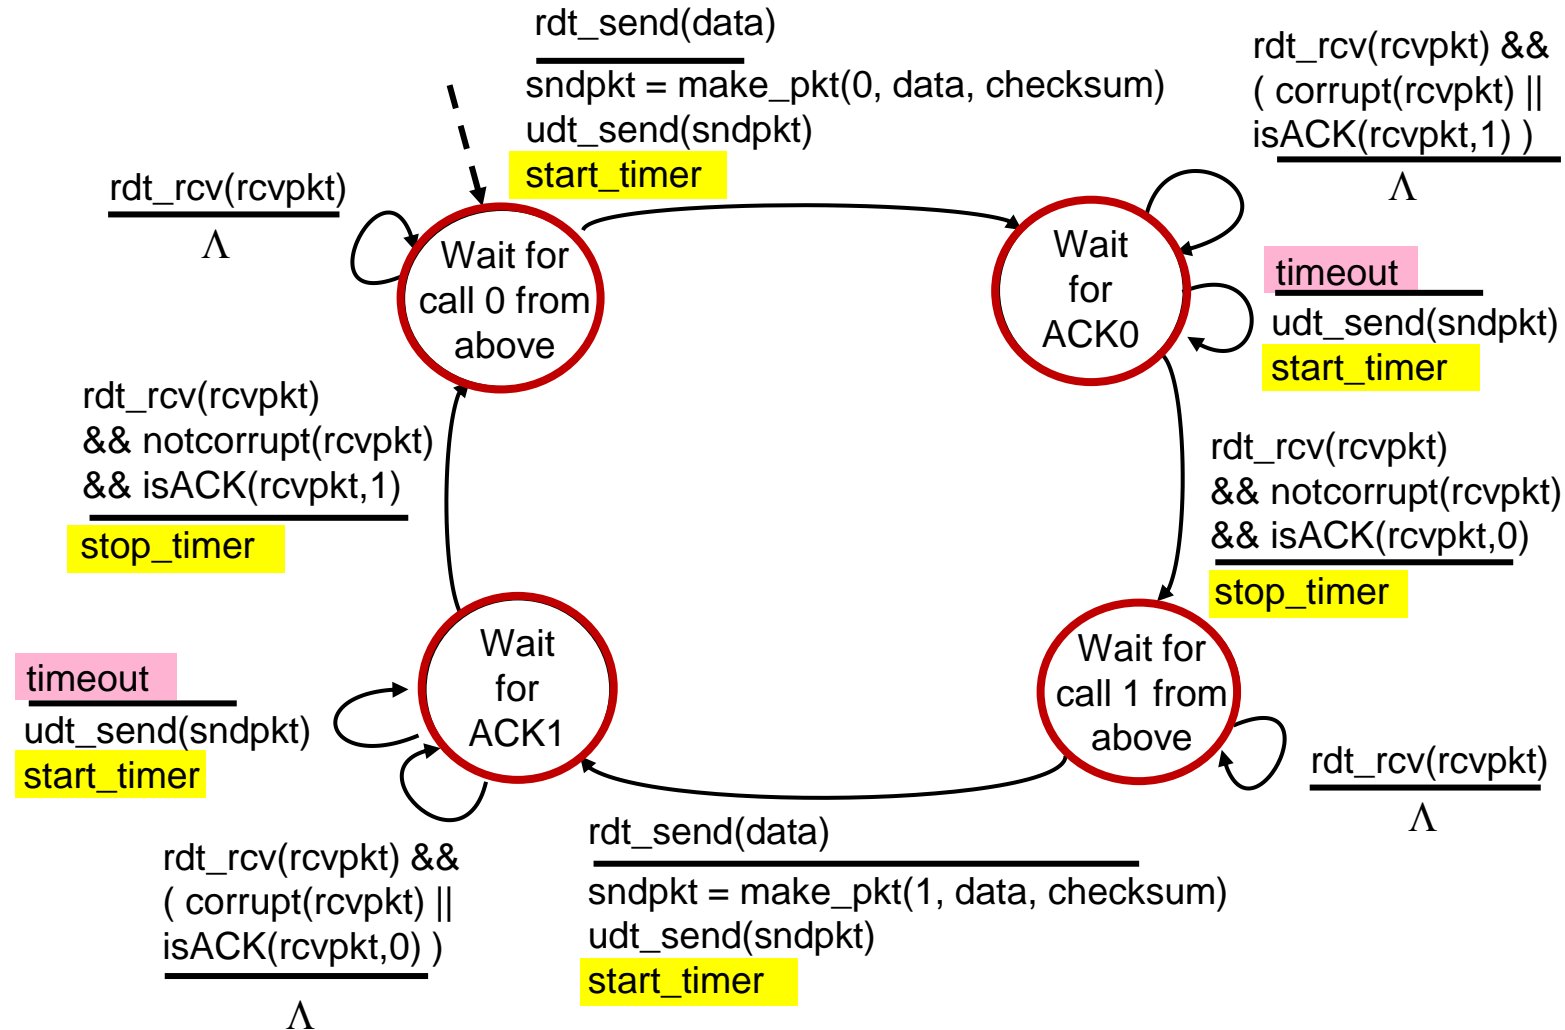 rdt_send(data)
sndpkt = make_pkt(0, data, checksum)
udt_send(sndpkt)
start_timer
rdt_rcv(rcvpkt) &&
( corrupt(rcvpkt) ||
isACK(rcvpkt,1) )
Λ
rdt_rcv(rcvpkt)
Λ
Wait for
call 0 from
above
Wait
for
ACK0
timeout
udt_send(sndpkt)
start_timer
rdt_rcv(rcvpkt)
&& notcorrupt(rcvpkt)
&& isACK(rcvpkt,1)
stop_timer
rdt_rcv(rcvpkt)
&& notcorrupt(rcvpkt)
&& isACK(rcvpkt,0)
stop_timer
Wait
for
ACK1
Wait for
call 1 from
above
timeout
udt_send(sndpkt)
start_timer
rdt_rcv(rcvpkt)
Λ
rdt_rcv(rcvpkt) &&
( corrupt(rcvpkt) ||
isACK(rcvpkt,0) )
Λ
rdt_send(data)
sndpkt = make_pkt(1, data, checksum)
udt_send(sndpkt)
start_timer